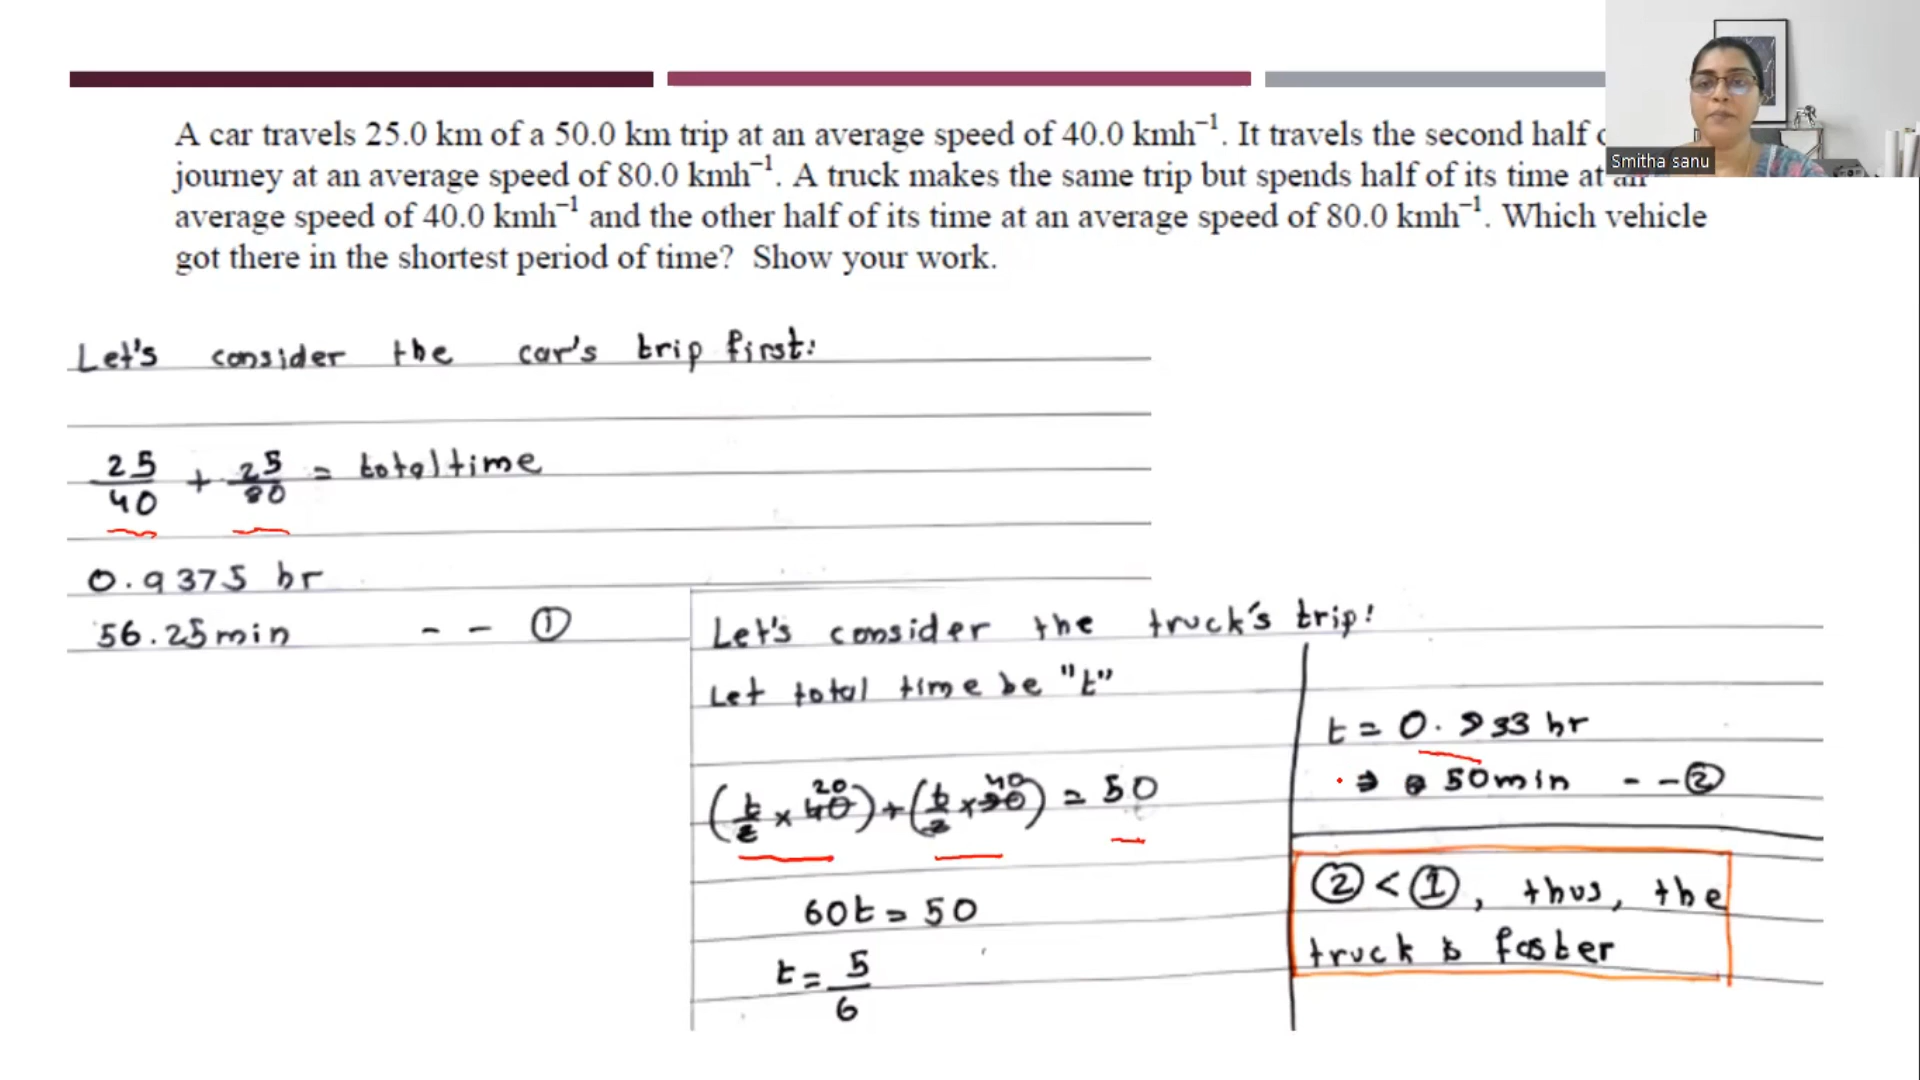 A car travels 25.0 km of a 50.0 km trip at an average speed of 40.0 kmh⁻¹. It travels the second half
journey at an average speed of 80.0 kmh⁻¹. A truck makes the same trip but spends half of its time at an
average speed of 40.0 kmh⁻¹ and the other half of its time at an average speed of 80.0 kmh⁻¹. Which vehicle
got there in the shortest period of time? Show your work.
Smitha sanu
Let's consider the car's trip first:
25/40 + 25/80 = total time
0.9375 hr
56.25min - - ①
Let's consider the truck's trip:
Let total time be "t"
(t/2 × 40 20) + (t/2 × 80 40) = 50
60t = 50
t = 5/6
t = 0.833 hr
⇒ 50min - - ②
② < ①, thus, the
truck is faster